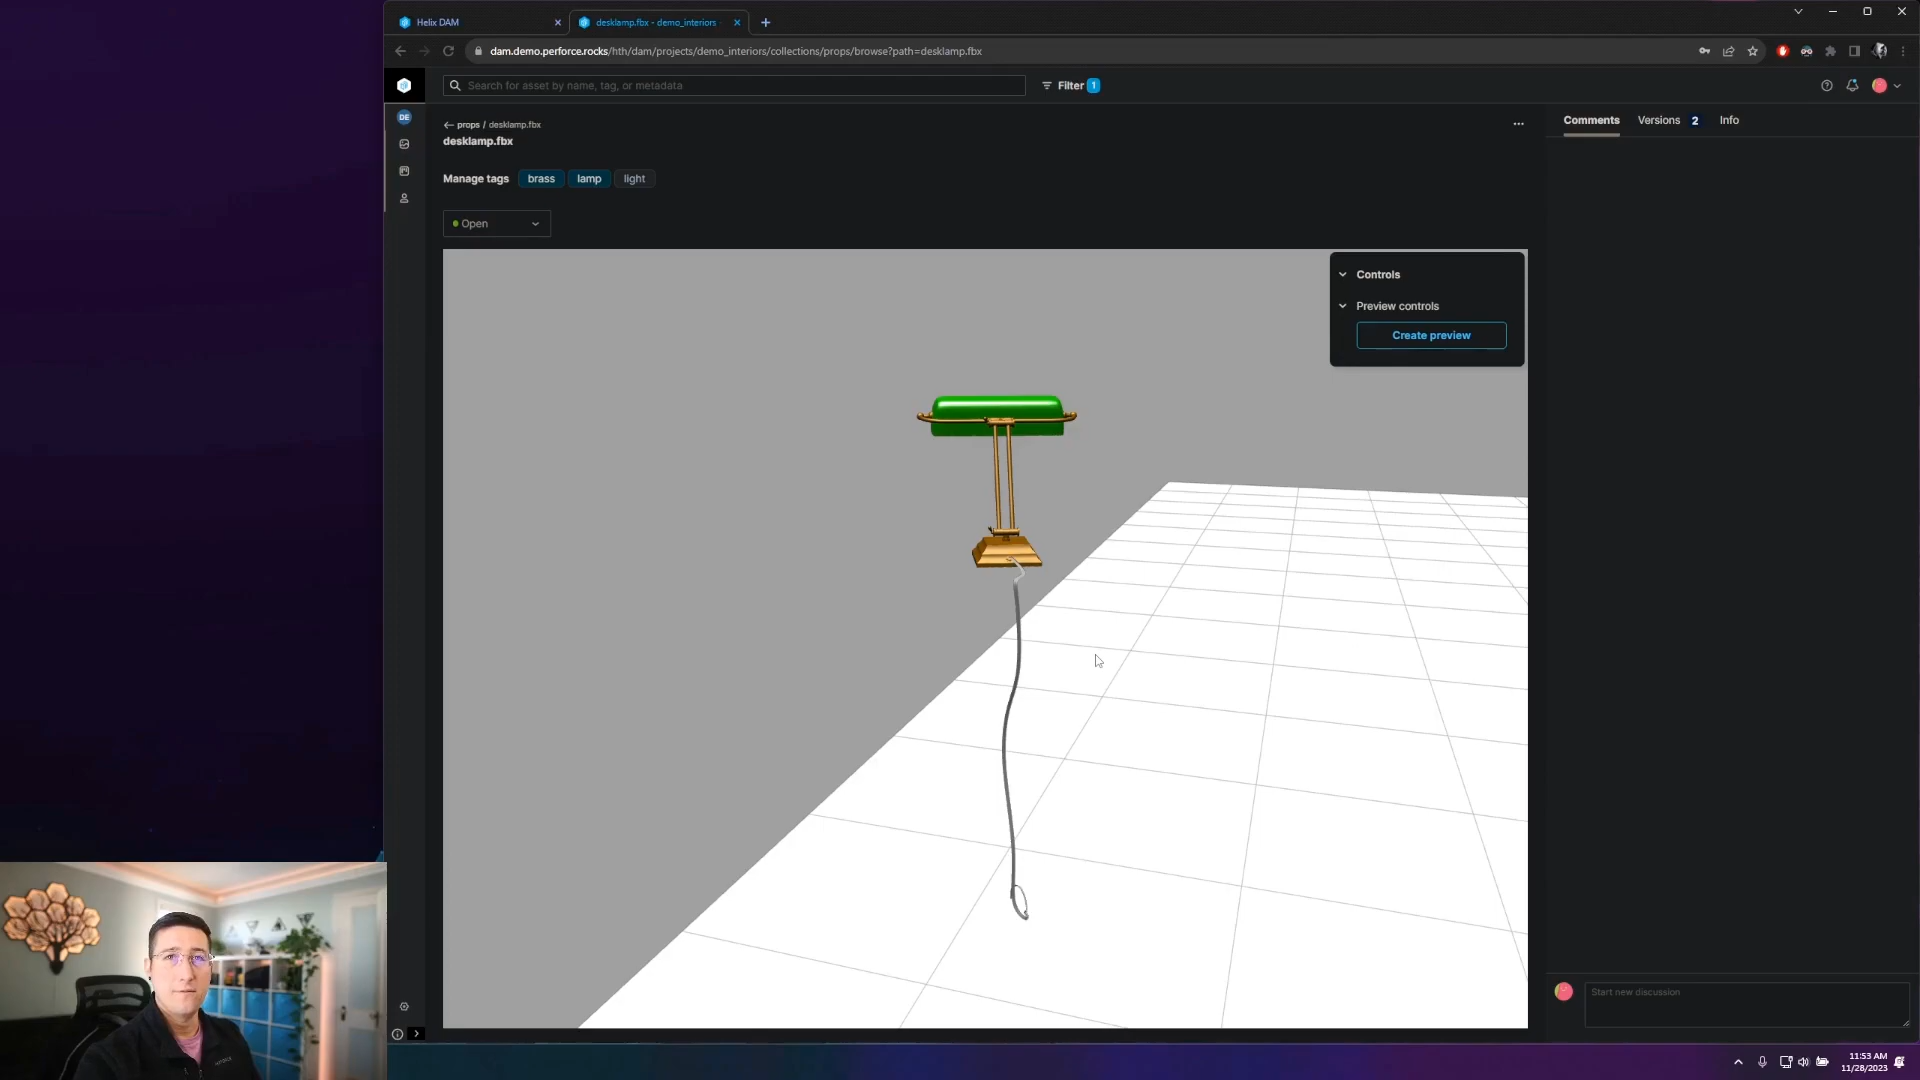 Helix DAM
desklamp.fbx - demo_interiors
dam.demo.perforce.rocks/hth/dam/projects/demo_interiors/collections/props/browse?path=desklamp.fbx
Search for asset by name, tag, or metadata
Filter 1
DE
props / desklamp.fbx
desklamp.fbx
Comments
Versions 2
Info
Manage tags
brass
lamp
light
Open
Controls
Preview controls
Create preview
Start new discussion
11:53 AM
11/28/2023